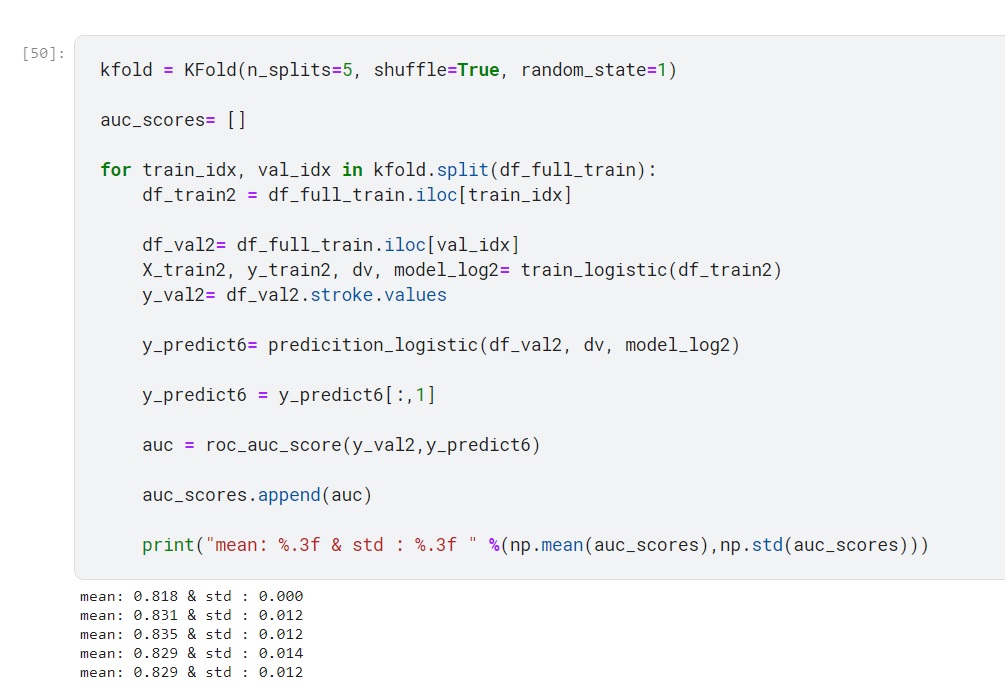 [50]:
kfold = KFold(n_splits=5, shuffle=True, random_state=1)
auc_scores= []
for train_idx, val_idx in kfold.split(df_full_train):
    df_train2 = df_full_train.iloc[train_idx]
    df_val2= df_full_train.iloc[val_idx]
    X_train2, y_train2, dv, model_log2= train_logistic(df_train2)
    y_val2= df_val2.stroke.values
    y_predict6= predicition_logistic(df_val2, dv, model_log2)
    y_predict6 = y_predict6[:,1]
    auc = roc_auc_score(y_val2,y_predict6)
    auc_scores.append(auc)
    print("mean: %.3f & std : %.3f " %(np.mean(auc_scores),np.std(auc_scores)))
mean: 0.818 & std : 0.000
mean: 0.831 & std : 0.012
mean: 0.835 & std : 0.012
mean: 0.829 & std : 0.014
mean: 0.829 & std : 0.012